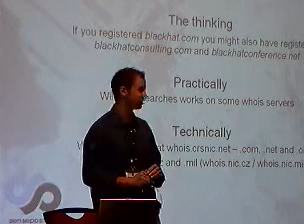 The thinking
If you registered blackhat.com you might also have registe
blackhatconsulting.com and blackhatconference.net
Practically
Wi earches works on some whois servers
Technically
at whois.crsnic.net – .com, .net and .o
z and .mil (whois.nic.cz / whois.nic.mi
sensepos